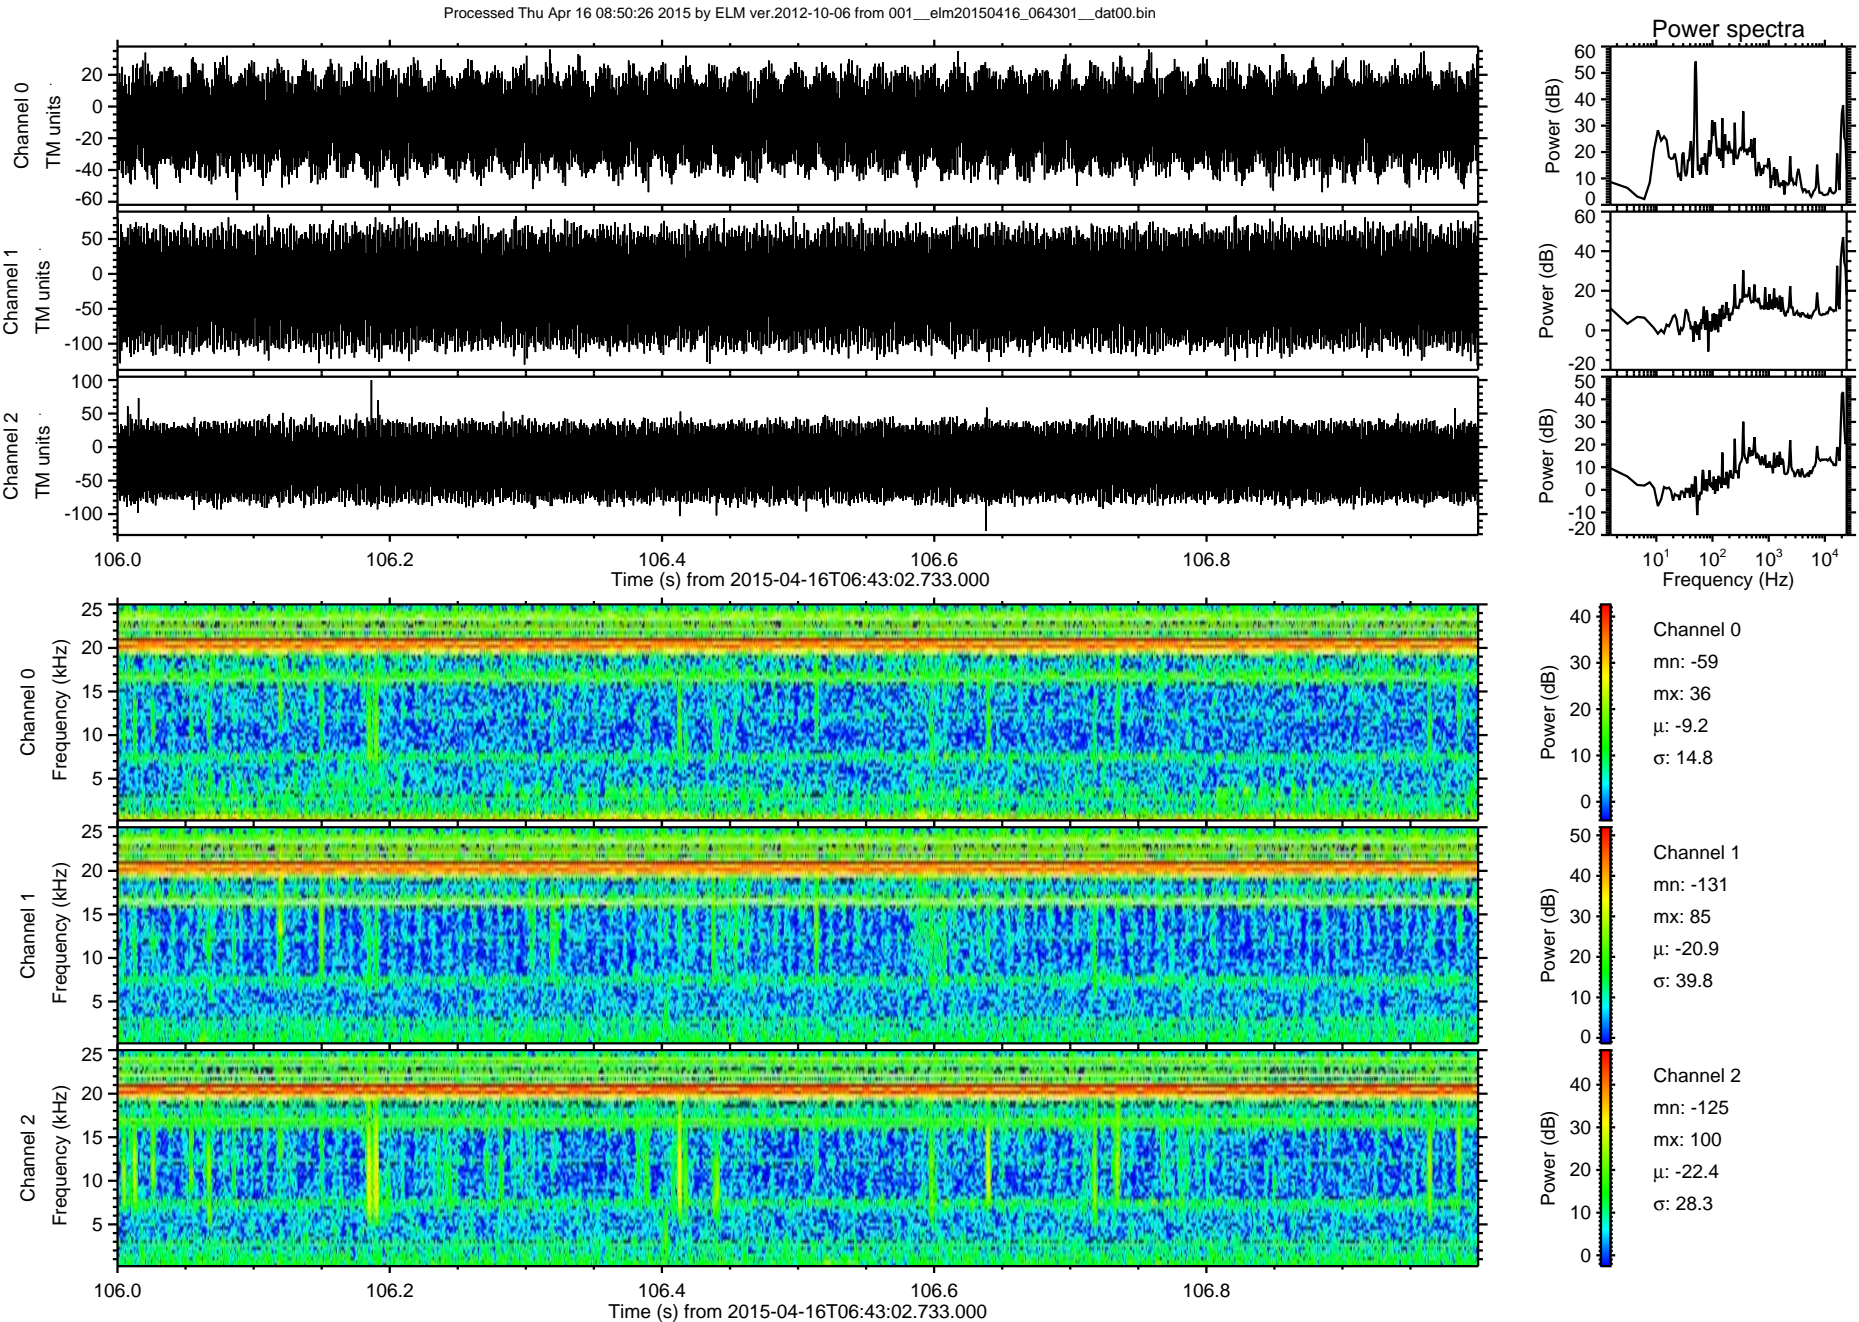 Processed Thu Apr 16 08:50:26 2015 by ELM ver.2012-10-06 from 001__elm20150416_064301__dat00.bin
Power spectra
Channel 0
TM units
20
0
-20
-40
-60
Power (dB)
60
50
40
30
20
10
0
Channel 1
TM units
50
0
-50
-100
Power (dB)
60
40
20
0
-20
Channel 2
TM units
100
50
0
-50
-100
Power (dB)
50
40
30
20
10
0
-10
-20
106.0 106.2 106.4 106.6 106.8
Time (s) from 2015-04-16T06:43:02.733.000
10^1 10^2 10^3 10^4
Frequency (Hz)
Channel 0
Frequency (kHz)
25
20
15
10
5
Power (dB)
40
30
20
10
0
Channel 0
mn: -59
mx: 36
μ: -9.2
σ: 14.8
Channel 1
Frequency (kHz)
25
20
15
10
5
Power (dB)
50
40
30
20
10
0
Channel 1
mn: -131
mx: 85
μ: -20.9
σ: 39.8
Channel 2
Frequency (kHz)
25
20
15
10
5
Power (dB)
40
30
20
10
0
Channel 2
mn: -125
mx: 100
μ: -22.4
σ: 28.3
106.0 106.2 106.4 106.6 106.8
Time (s) from 2015-04-16T06:43:02.733.000